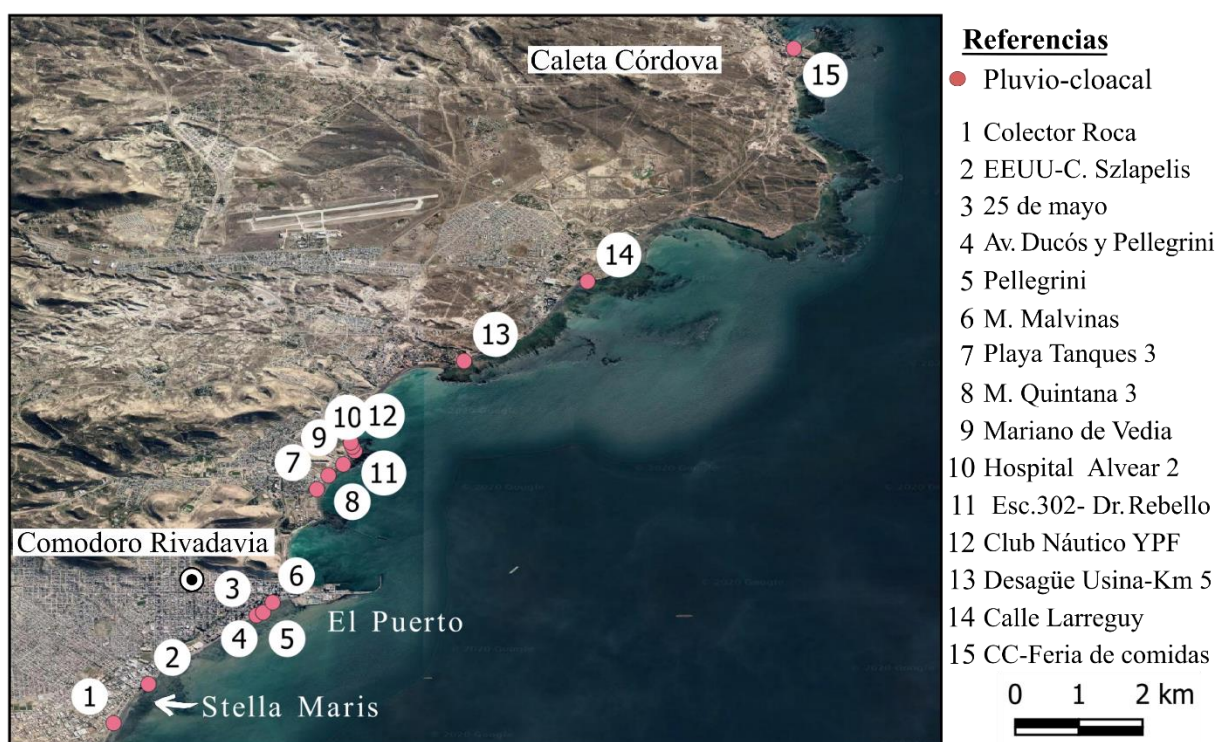 Caleta Córdova
15
14
13
10
12
9
7
11
8
Comodoro Rivadavia
3
6
El Puerto
4
5
2
1
Stella Maris
Referencias
Pluvio-cloacal
1 Colector Roca
2 EEUU-C. Szlapelis
3 25 de mayo
4 Av. Ducós y Pellegrini
5 Pellegrini
6 M. Malvinas
7 Playa Tanques 3
8 M. Quintana 3
9 Mariano de Vedia
10 Hospital Alvear 2
11 Esc.302- Dr. Rebello
12 Club Náutico YPF
13 Desagüe Usina-Km 5
14 Calle Larreguy
15 CC-Feria de comidas
0 1 2 km